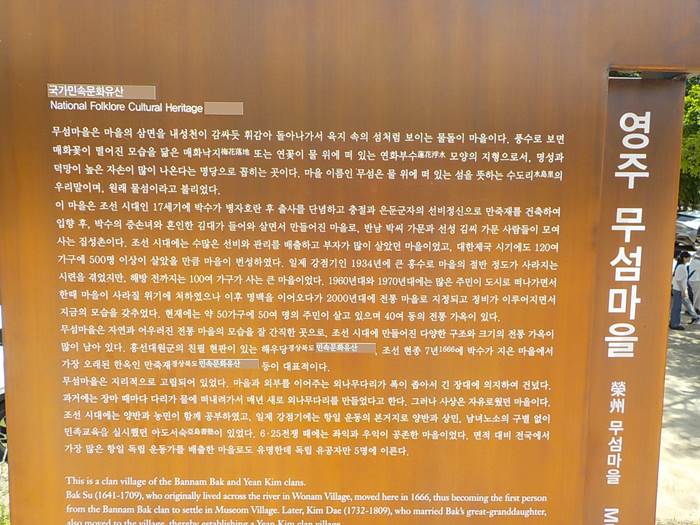 국가민속문화유산
National Folklore Cultural Heritage
무섬마을은 마을의 삼면을 내성천이 감싸듯 휘감아 돌아나가서 육지 속의 섬처럼 보이는 물돌이 마을이다. 풍수로 보면
매화꽃이 떨어진 모습을 닮은 매화낙지梅花落地 또는 연꽃이 물 위에 떠 있는 연화부수蓮花浮水 모양의 지형으로서, 명성과
덕망이 높은 자손이 많이 나온다는 명당으로 꼽히는 곳이다. 마을 이름인 무섬은 물 위에 떠 있는 섬을 뜻하는 수도리水島里의
우리말이며, 원래 물섬이라고 불리었다.
이 마을은 조선 시대인 17세기에 박수가 병자호란 후 출사를 단념하고 충절과 은둔군자의 선비정신으로 만죽재를 건축하여
입향 후, 박수의 증손녀와 혼인한 김대가 들어와 살면서 만들어진 마을로, 반남 박씨 가문과 선성 김씨 가문 사람들이 모여
사는 집성촌이다. 조선 시대에는 수많은 선비와 관리를 배출하고 부자가 많이 살았던 마을이었고, 대한제국 시기에도 120여
가구에 500명 이상이 살았을 만큼 마을이 번성하였다. 일제 강점기인 1934년에 큰 홍수로 마을의 절반 정도가 사라지는
시련을 겪었지만, 해방 전까지는 100여 가구가 사는 큰 마을이었다. 1960년대와 1970년대에는 많은 주민이 도시로 떠나가면서
한때 마을이 사라질 위기에 처하였으나 이후 명맥을 이어오다가 2000년대에 전통 마을로 지정되고 정비가 이루어지면서
지금의 모습을 갖추었다. 현재에는 약 50가구에 50여 명의 주민이 살고 있으며 40여 동의 전통 가옥이 있다.
무섬마을은 자연과 어우러진 전통 마을의 모습을 잘 간직한 곳으로, 조선 시대에 만들어진 다양한 구조와 크기의 전통 가옥이
많이 남아 있다. 흥선대원군의 친필 현판이 있는 해우당경상북도 민속문화유산, 조선 현종 7년1666에 박수가 지은 마을에서
가장 오래된 한옥인 만죽재경상북도 민속문화유산 등이 대표적이다.
무섬마을은 지리적으로 고립되어 있었다. 마을과 외부를 이어주는 외나무다리가 폭이 좁아서 긴 장대에 의지하여 건넜다.
과거에는 장마 때마다 다리가 물에 떠내려가서 매년 새로 외나무다리를 만들었다고 한다. 그러나 사상은 자유로웠던 마을이다.
조선 시대에는 양반과 농민이 함께 공부하였고, 일제 강점기에는 항일 운동의 본거지로 양반과 상민, 남녀노소의 구별 없이
민족교육을 실시했던 아도서숙亞島書塾이 있었다. 6·25전쟁 때에는 좌익과 우익이 공존한 마을이었다. 면적 대비 전국에서
가장 많은 항일 독립 운동가를 배출한 마을로도 유명한데 독립 유공자만 5명에 이른다.
This is a clan village of the Bannam Bak and Yean Kim clans.
Bak Su (1641-1709), who originally lived across the river in Wonam Village, moved here in 1666, thus becoming the first person
from the Bannam Bak clan to settle in Museom Village. Later, Kim Dae (1732-1809), who married Bak's great-granddaughter,
also moved to the village, thereby establishing a Yean Kim clan village.
영주 무섬마을
榮州 무섬마을